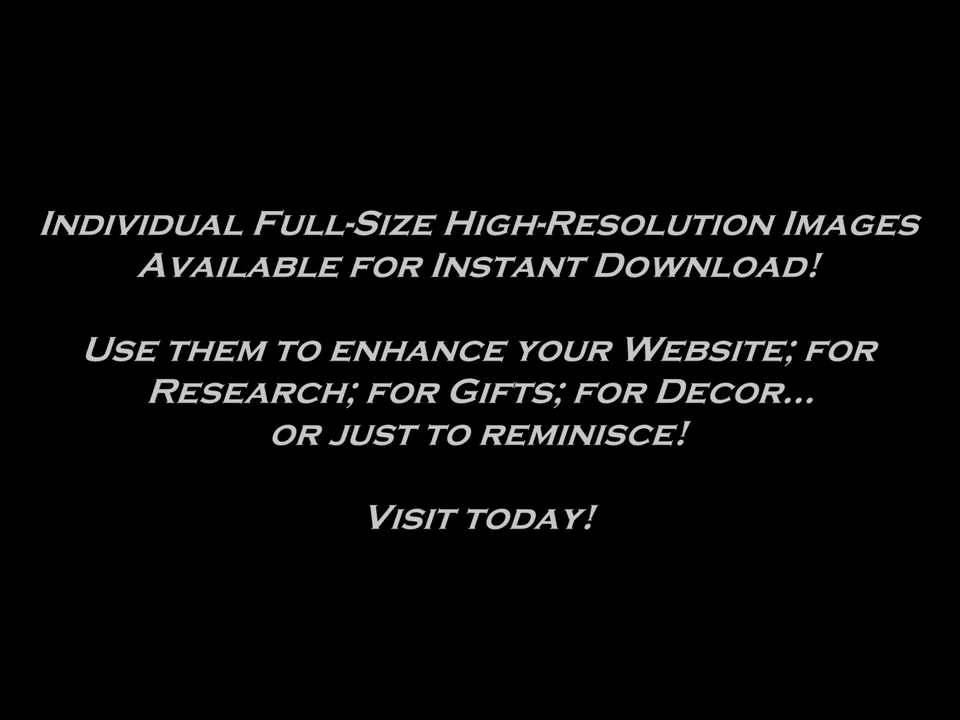 Individual Full-Size High-Resolution Images
Available for Instant Download!
Use them to enhance your Website; for
Research; for Gifts; for Decor...
or just to reminisce!
Visit today!